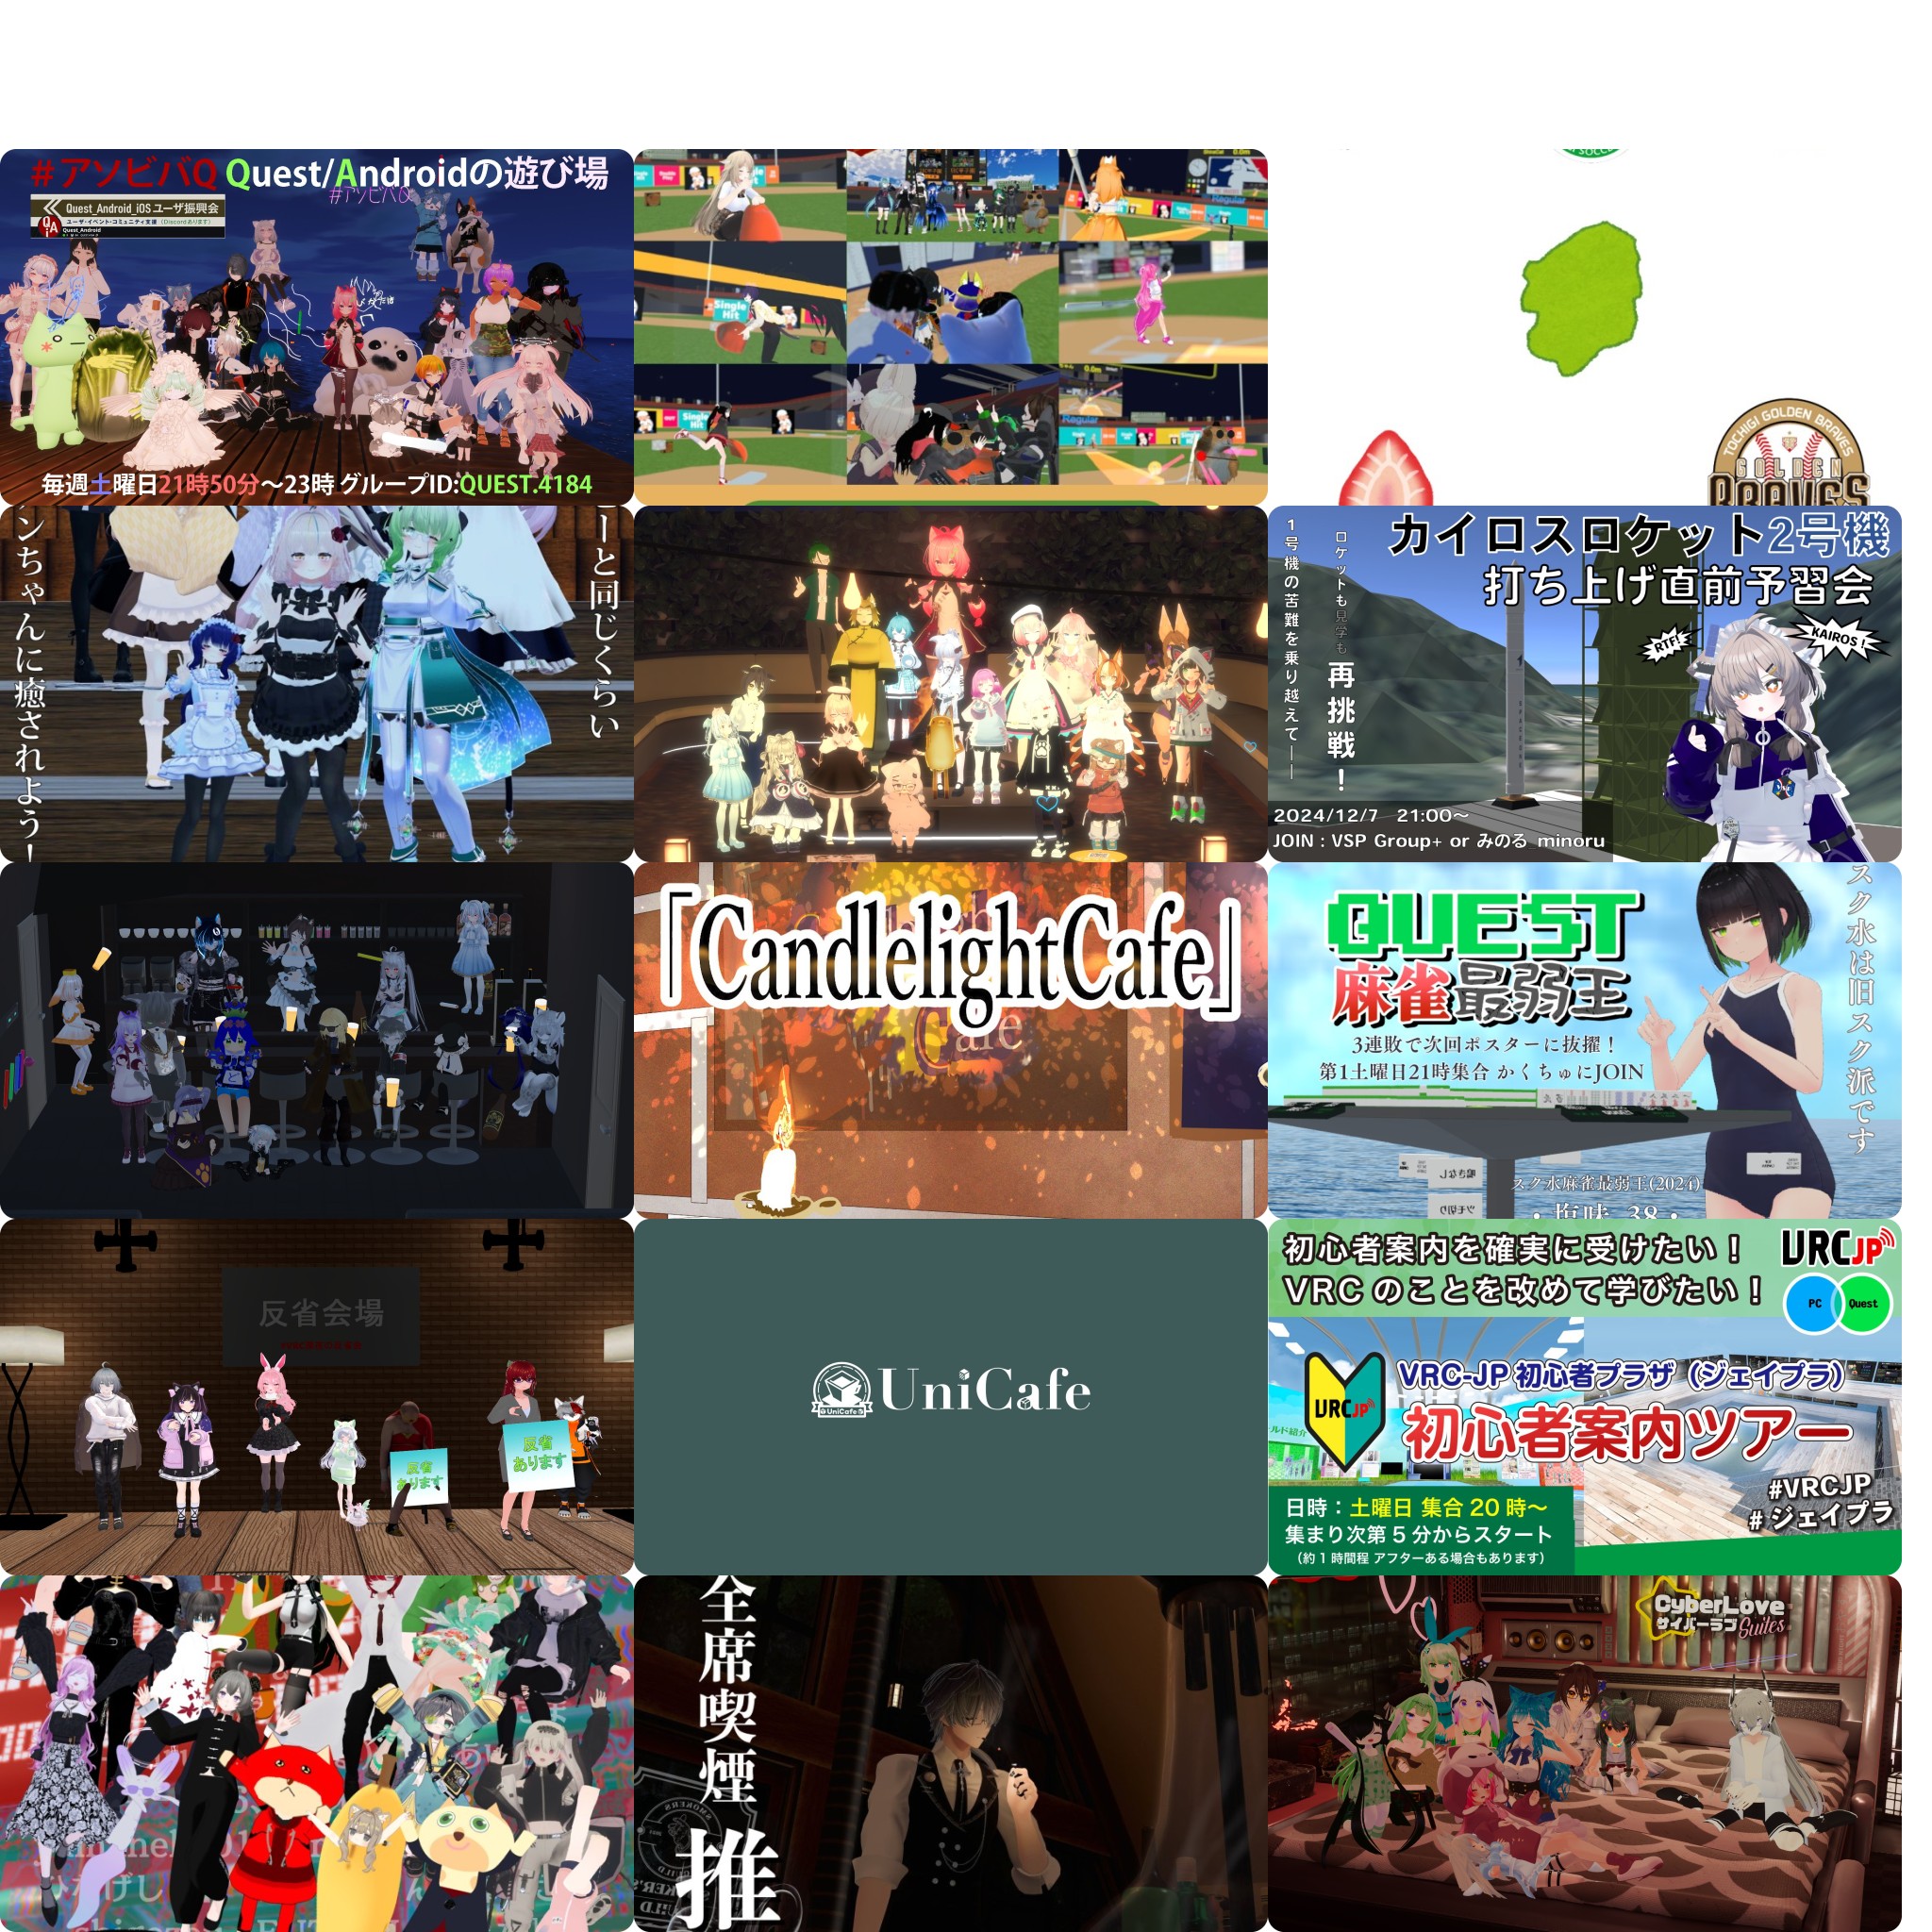 #アソビバQ Quest/Androidの遊び場
#アソビバQ
Quest_Android_iOS ユーザ振興会
ユーザ・イベント・コミュニティ支援 (Discordあります)
Quest_Android
毎週土曜日21時50分～23時 グループID:QUEST.4184
Single Hit
Single Hit
Regular
Regular
SOCCER
TOCHIGI GOLDEN BRAVES
GOLDEN
BRAVES
ーと同じくらい
ンちゃんに癒されよう！
カイロスロケット2号機
打ち上げ直前予習会
ロケットも見学も
再挑戦！
1号機の苦難を乗り越えて――
RTF!
KAIROS!
2024/12/7 21:00～
JOIN : VSP Group+ or みのる minoru
「CandlelightCafe」
Cafe
QUEST
麻雀最弱王
3連敗で次回ポスターに抜擢！
第1土曜日21時集合 かくちゅにJOIN
スク水は旧スク派です
スク水麻雀最弱王(2024)
・塩味_38・
反省会場
反省
あります
反省
あります
UniCafe
UniCafe
初心者案内を確実に受けたい！
VRC のことを改めて学びたい！
VRCJP
PC
Quest
VRC-JP 初心者プラザ（ジェイプラ）
VRCJP
初心者案内ツアー
#VRCJP
#ジェイプラ
日時：土曜日 集合 20 時～
集まり次第 5 分からスタート
（約 1 時間程 アフターある場合もあります）
全席喫煙
推
CyberLove
サイバーラブ Suites